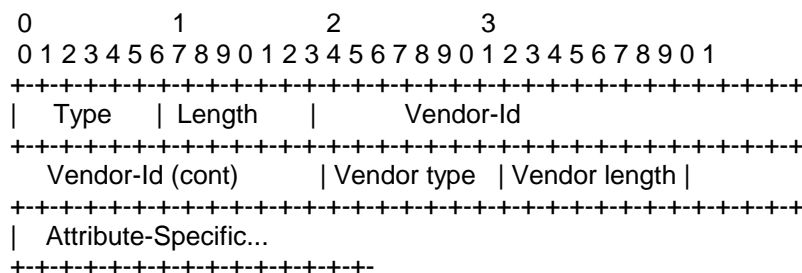 0                   1                   2                   3
0 1 2 3 4 5 6 7 8 9 0 1 2 3 4 5 6 7 8 9 0 1 2 3 4 5 6 7 8 9 0 1
+-+-+-+-+-+-+-+-+-+-+-+-+-+-+-+-+-+-+-+-+-+-+-+-+-+-+-+-+-+-+-+-+
| Type | Length | Vendor-Id
+-+-+-+-+-+-+-+-+-+-+-+-+-+-+-+-+-+-+-+-+-+-+-+-+-+-+-+-+-+-+-+-+
Vendor-Id (cont) | Vendor type | Vendor length |
+-+-+-+-+-+-+-+-+-+-+-+-+-+-+-+-+-+-+-+-+-+-+-+-+-+-+-+-+-+-+-+-+
| Attribute-Specific...
+-+-+-+-+-+-+-+-+-+-+-+-+-+-+-